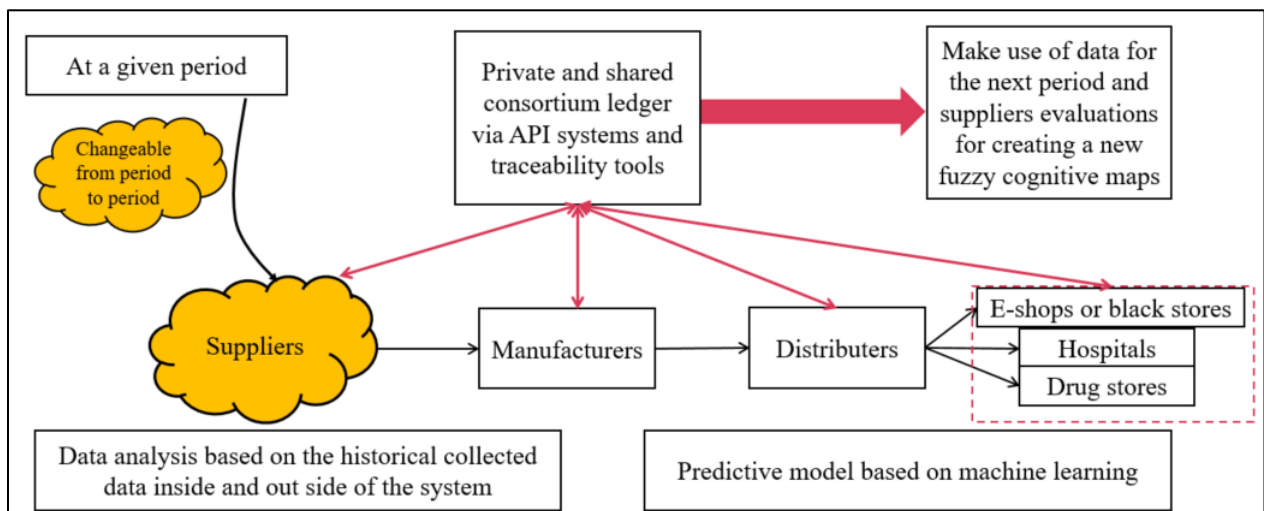 At a given period
Changeable
from period
to period
Private and shared
consortium ledger
via API systems and
traceability tools
Make use of data for
the next period and
suppliers evaluations
for creating a new
fuzzy cognitive maps
Suppliers
Manufacturers
Distributers
E-shops or black stores
Hospitals
Drug stores
Data analysis based on the historical collected
data inside and out side of the system
Predictive model based on machine learning